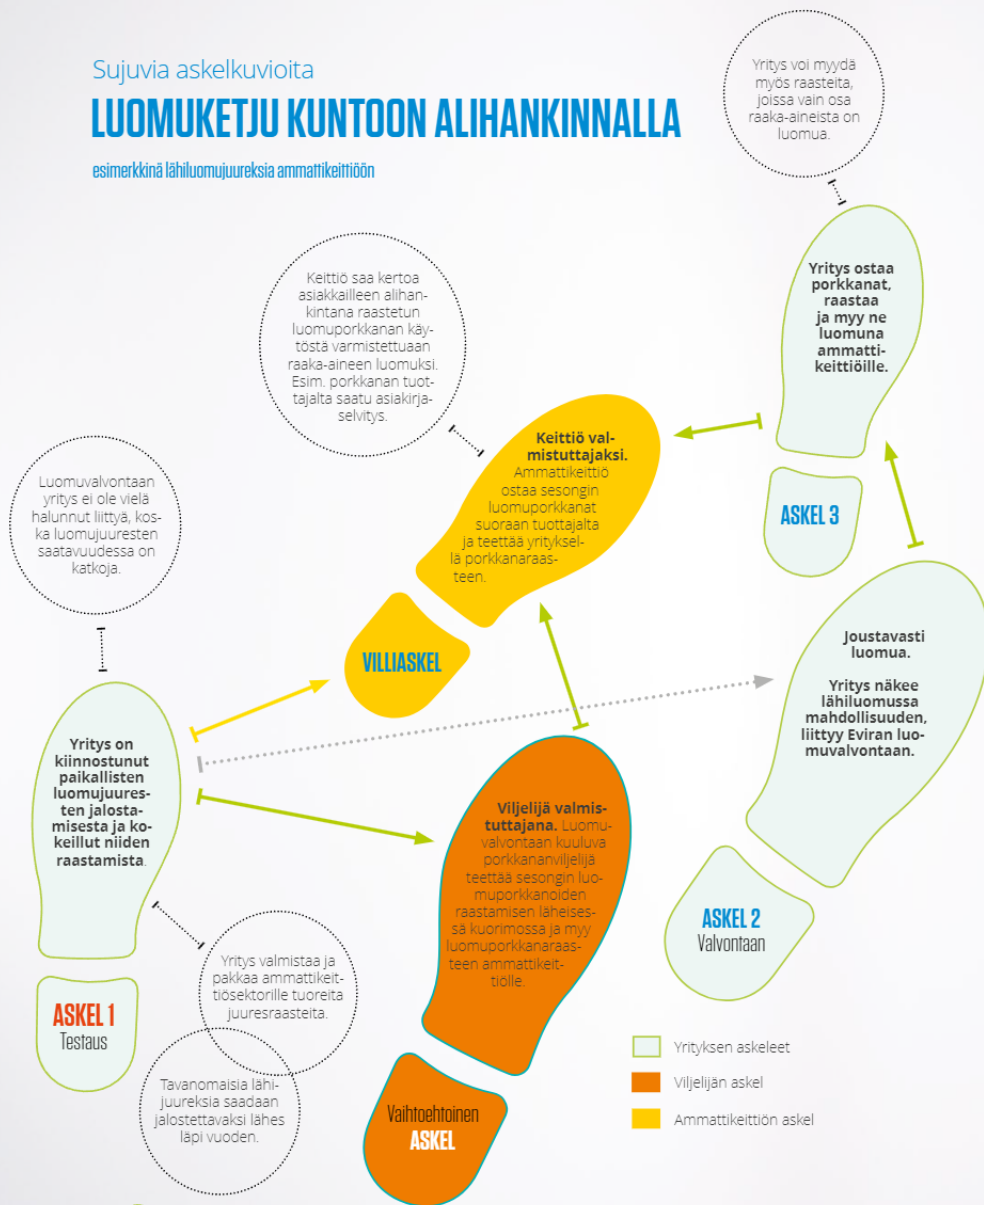 Sujuvia askelkuvioita
LUOMUKETJU KUNTOON ALIHANKINNALLA
esimerkkinä lähiluomujuureksia ammattikeittiöön
Yritys voi myydä
myös raasteita,
joissa vain osa
raaka-aineista on
luomua.
Keittiö saa kertoa
asiakkailleen alihan-
kintana raastetun
luomuporkkanan käy-
töstä varmistettuaan
raaka-aineen luomuksi.
Esim. porkkanan tuot-
tajalta saatu asiakirja-
selvitys.
Yritys ostaa
porkkanat,
raastaa
ja myy ne
luomuna
ammatti-
keittiöille.
ASKEL 3
Keittiö val-
mistuttajaksi.
Ammattikeittiö
ostaa sesongin
luomuporkkanat
suoraan tuottajalta
ja teettää yrityksel-
lä porkkanaraas-
teen.
VILLIASKEL
Luomuvalvontaan
yritys ei ole vielä
halunnut liittyä, kos-
ka luomujuuresten
saatavuudessa on
katkoja.
Joustavasti
luomua.
Yritys näkee
lähiluomussa
mahdollisuuden,
liittyy Eviran luo-
muvalvontaan.
ASKEL 2
Valvontaan
Yritys on
kiinnostunut
paikallisten
luomujuures-
ten jalosta-
misesta ja ko-
keillut niiden
raastamista.
ASKEL 1
Testaus
Viljelijä valmis-
tuttajana. Luomu-
valvontaan kuuluva
porkkananviljelijä
teettää sesongin luo-
muporkkanoiden
raastamisen läheises-
sä kuorimossa ja myy
luomuporkkanaraas-
teen ammattikeit-
tiölle.
Vaihtoehtoinen
ASKEL
Yritys valmistaa ja
pakkaa ammattikeit-
tiösektorille tuoreita
juuresraasteita.
Tavanomaisia lähi-
juureksia saadaan
jalostettavaksi lähes
läpi vuoden.
Yrityksen askeleet
Viljelijän askel
Ammattikeittiön askel